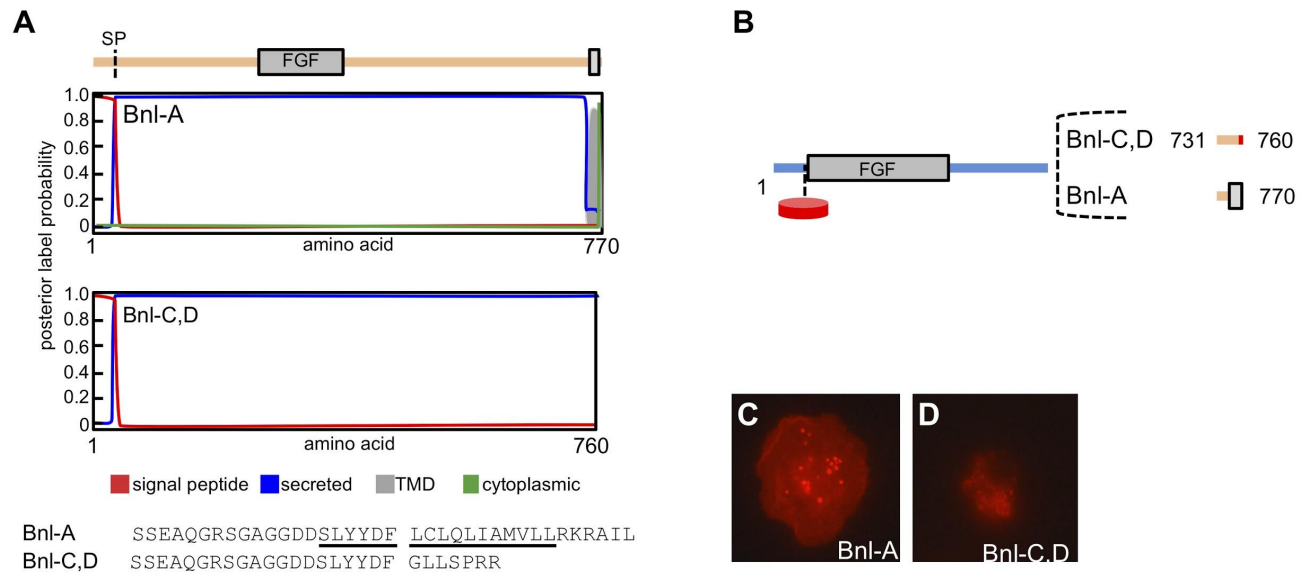 A
SP
FGF
posterior label probability
1.0
0.8
0.6
0.4
0.2
0
Bnl-A
1 amino acid 770
1.0
0.8
0.6
0.4
0.2
0
Bnl-C,D
1 amino acid 760
signal peptide secreted TMD cytoplasmic
Bnl-A SSEAQGRSGAGGDDSLYYDF LCLQLIAMVLLRKRAIL
Bnl-C,D SSEAQGRSGAGGDDSLYYDF GLLSPRR
B
1
FGF
Bnl-C,D 731 760
Bnl-A 770
C
Bnl-A
D
Bnl-C,D